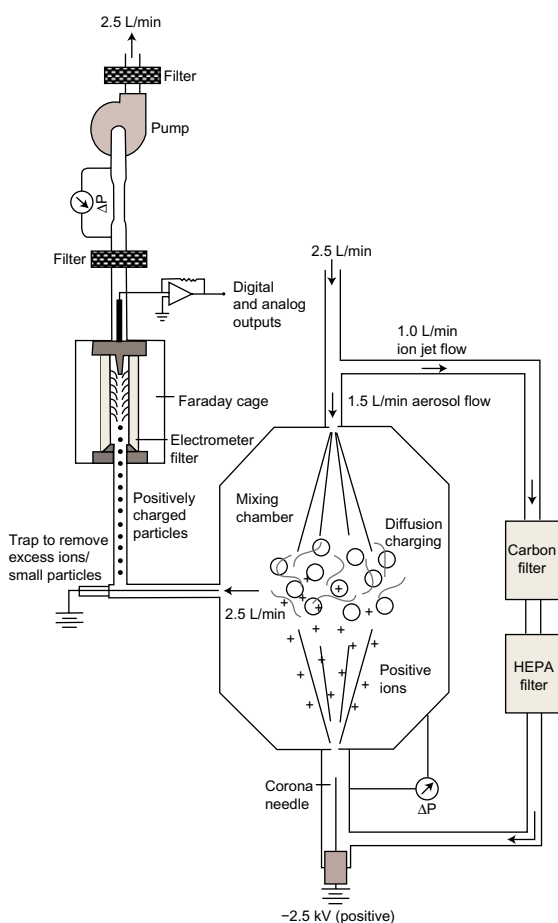 2.5 L/min
Filter
Pump
ΔP
Filter
Digital
and analog
outputs
Faraday cage
Electrometer
filter
Positively
charged
particles
Trap to remove
excess ions/
small particles
2.5 L/min
1.0 L/min
ion jet flow
1.5 L/min aerosol flow
Mixing
chamber
Diffusion
charging
+
+
+
+
+
+
2.5 L/min
+
+
+
+
+
+
+
+
+
+
Positive
ions
Carbon
filter
HEPA
filter
Corona
needle
ΔP
−2.5 kV (positive)